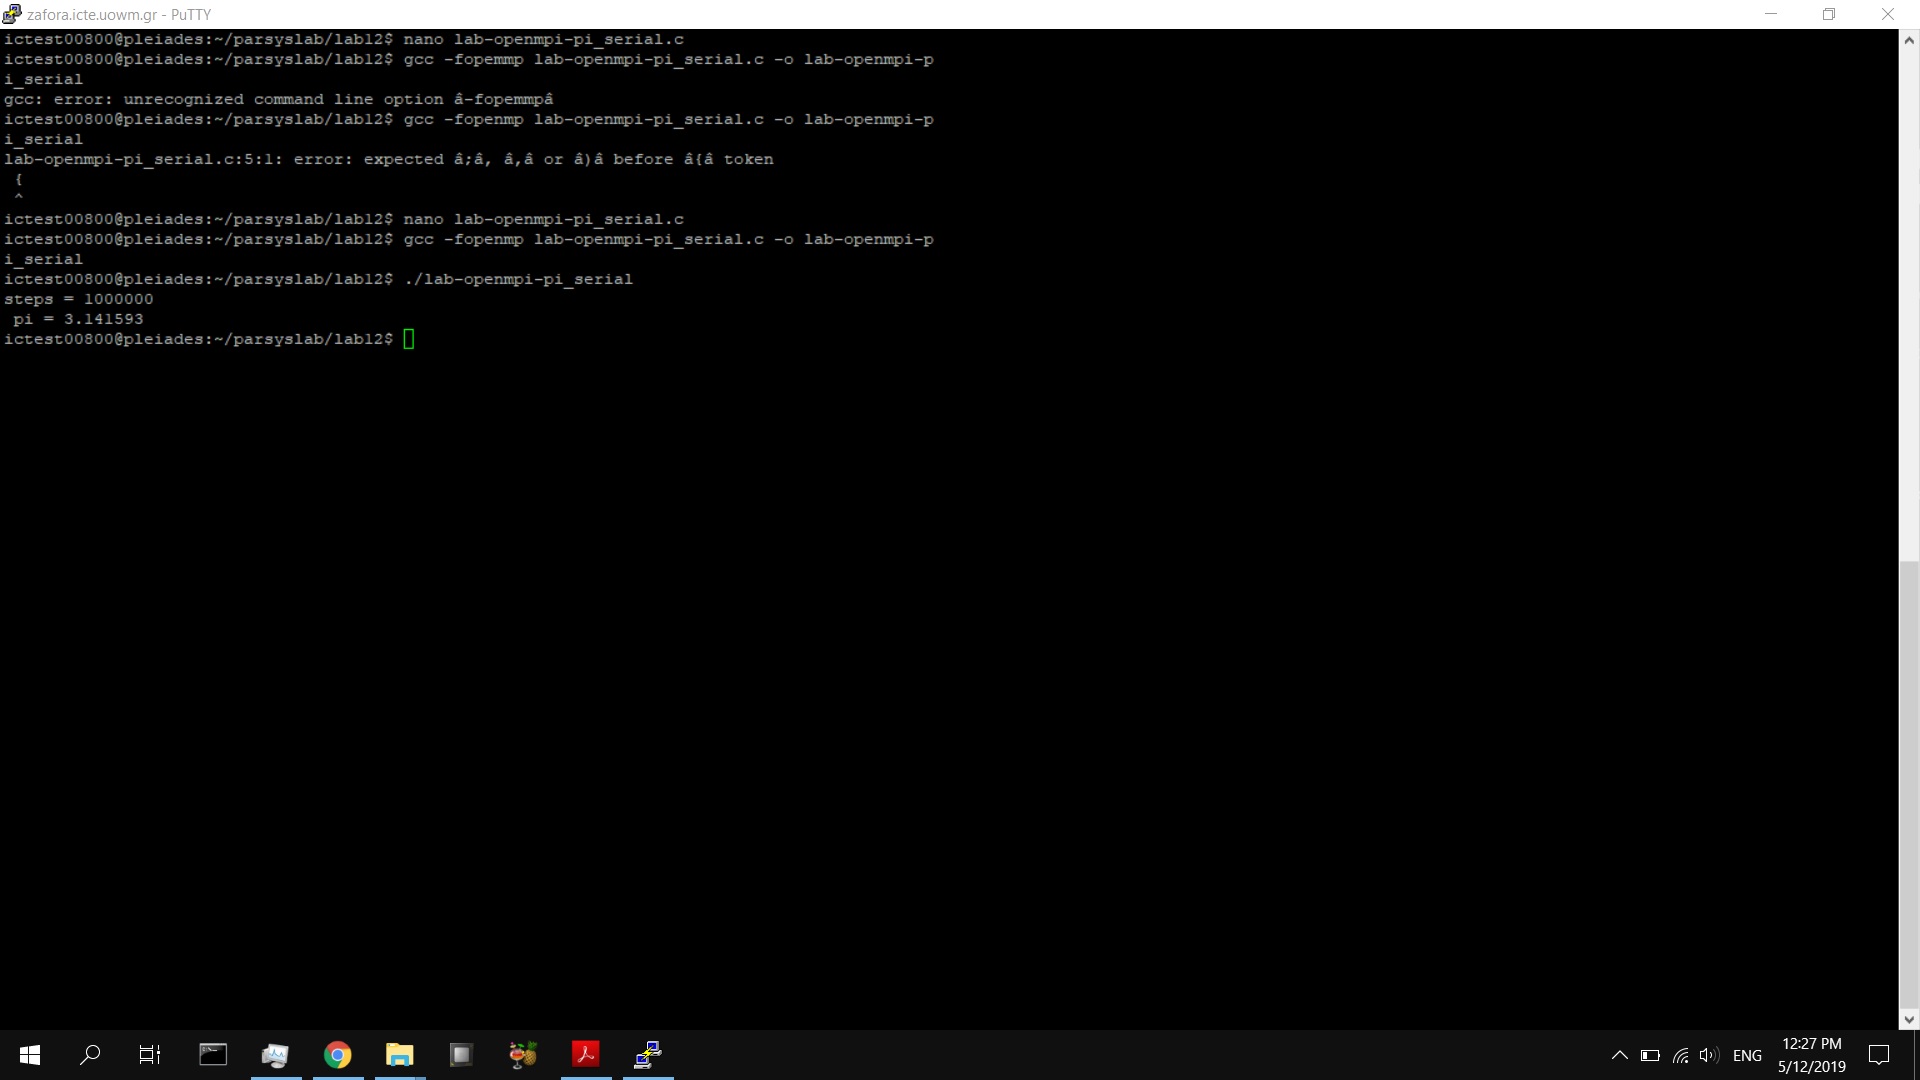 zafora.icte.uowm.gr - PuTTY
ictest00800@pleiades:~/parsyslab/lab12$ nano lab-openmpi-pi_serial.c
ictest00800@pleiades:~/parsyslab/lab12$ gcc -fopemmp lab-openmpi-pi_serial.c -o lab-openmpi-p
i_serial
gcc: error: unrecognized command line option â-fopemmpâ
ictest00800@pleiades:~/parsyslab/lab12$ gcc -fopenmp lab-openmpi-pi_serial.c -o lab-openmpi-p
i_serial
lab-openmpi-pi_serial.c:5:1: error: expected â;â, â,â or â)â before â{â token
{
^
ictest00800@pleiades:~/parsyslab/lab12$ nano lab-openmpi-pi_serial.c
ictest00800@pleiades:~/parsyslab/lab12$ gcc -fopenmp lab-openmpi-pi_serial.c -o lab-openmpi-p
i_serial
ictest00800@pleiades:~/parsyslab/lab12$ ./lab-openmpi-pi_serial
steps = 1000000
pi = 3.141593
ictest00800@pleiades:~/parsyslab/lab12$
ENG
12:27 PM
5/12/2019